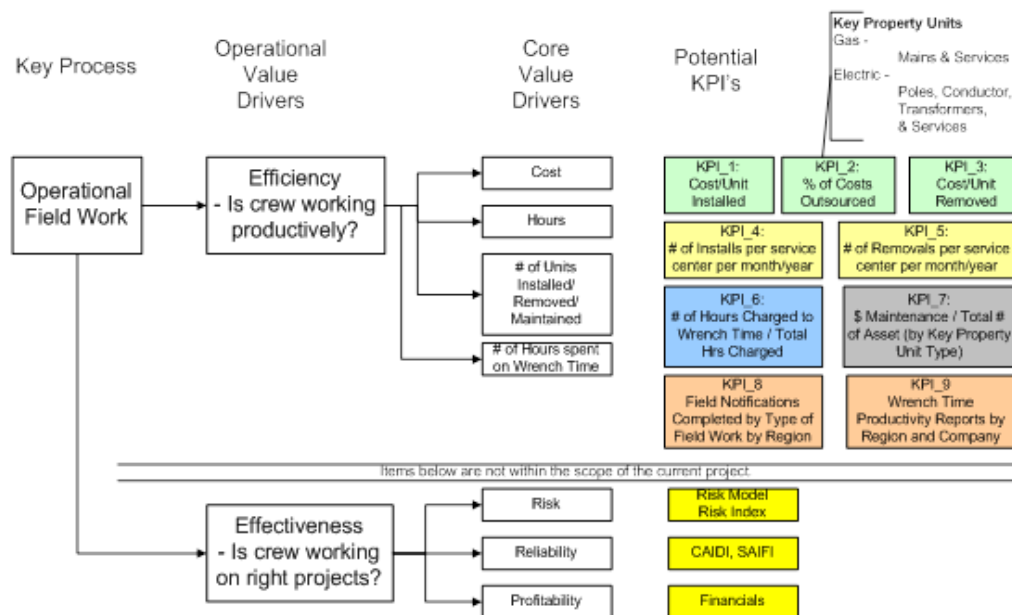 Key Process
Operational
Value
Drivers
Core
Value
Drivers
Potential
KPI's
Key Property Units
Gas -
Mains & Services
Electric -
Poles, Conductor,
Transformers,
& Services
Operational
Field Work
Efficiency
- Is crew working
productively?
Cost
Hours
# of Units
Installed/
Removed/
Maintained
# of Hours spent
on Wrench Time
KPI_1:
Cost/Unit
Installed
KPI_2:
% of Costs
Outsourced
KPI_3:
Cost/Unit
Removed
KPI_4:
# of Installs per service
center per month/year
KPI_5:
# of Removals per service
center per month/year
KPI_6:
# of Hours Charged to
Wrench Time / Total
Hrs Charged
KPI_7:
$ Maintenance / Total #
of Asset (by Key Property
Unit Type)
KPI_8
Field Notifications
Completed by Type of
Field Work by Region
KPI_9
Wrench Time
Productivity Reports by
Region and Company
Items below are not within the scope of the current project.
Effectiveness
- Is crew working
on right projects?
Risk
Reliability
Profitability
Risk Model
Risk Index
CAIDI, SAIFI
Financials